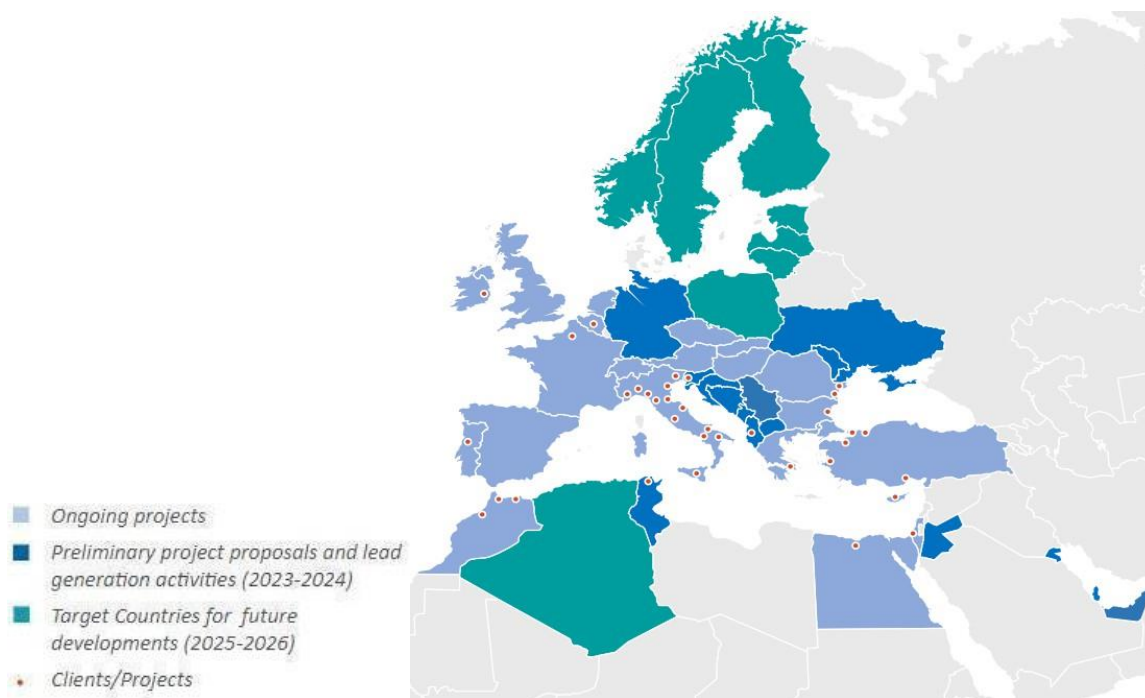 Ongoing projects
Preliminary project proposals and lead
generation activities (2023-2024)
Target Countries for future
developments (2025-2026)
Clients/Projects